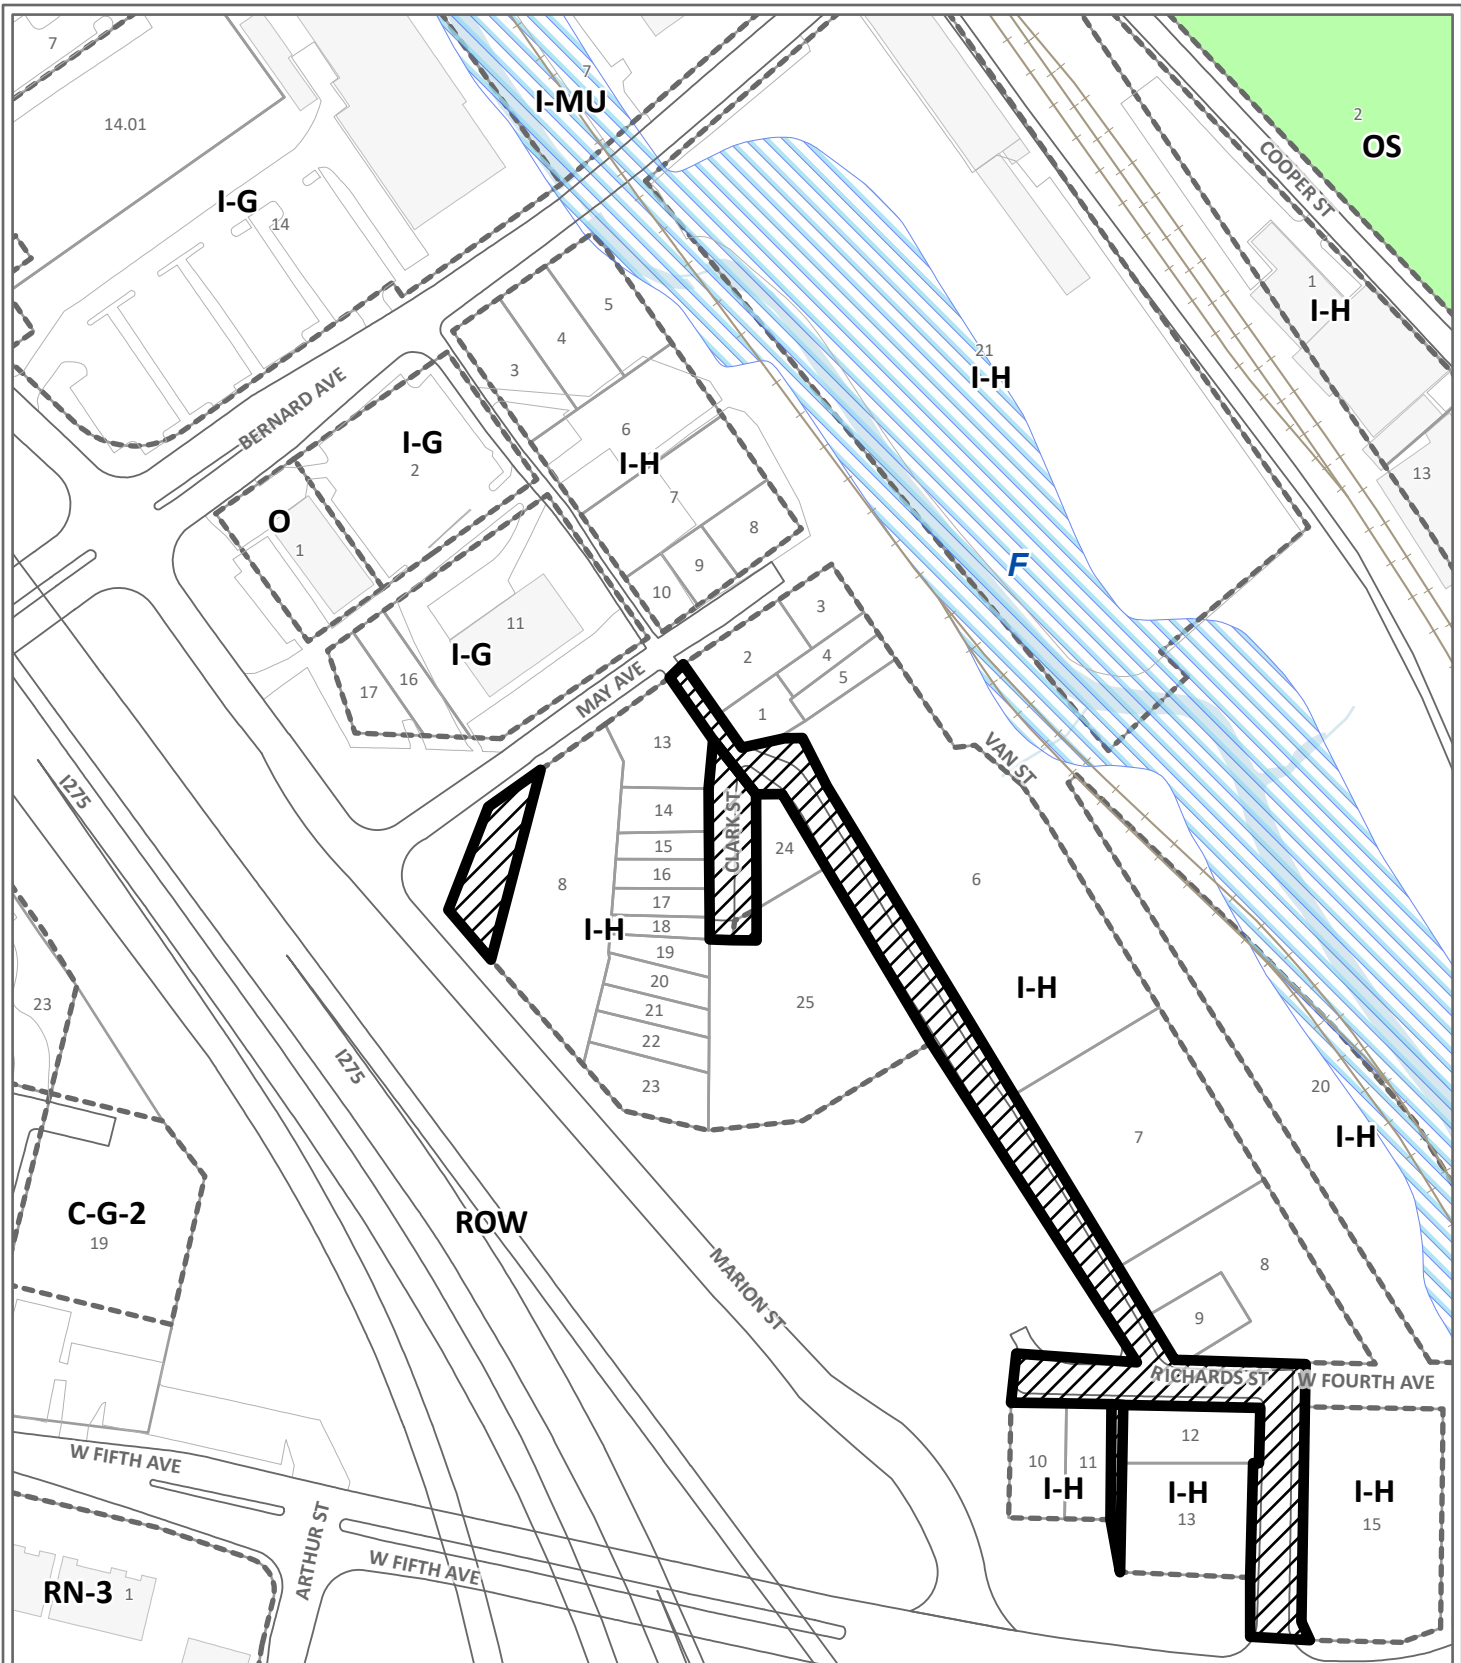 7
7
I-MU
2
OS
14.01
COOPER ST
I-G
14
1
I-H
5
4
3
21
I-H
BERNARD AVE
I-G
2
6
I-H
13
7
O
1
8
F
9
10
3
11
I-G
2
4
5
16
17
MAY AVE
1
13
VAN ST
I275
14
CLARK ST
15
24
16
8
6
17
I-H
18
19
20
I-H
23
25
21
22
I275
23
20
7
I-H
C-G-2
19
ROW
8
MARION ST
9
RICHARDS ST
W FOURTH AVE
12
W FIFTH AVE
10
11
I-H
I-H
13
I-H
15
ARTHUR ST
W FIFTH AVE
RN-3
1